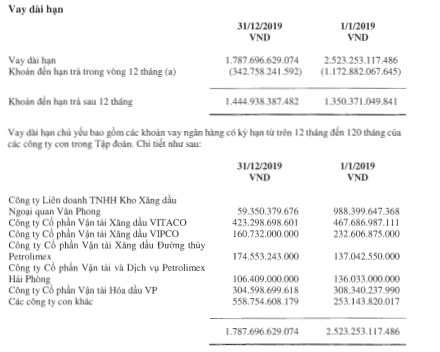 Vay dài hạn
31/12/2019 1/1/2019
VND VND
Vay dài hạn 1.787.696.629.074 2.523.253.117.486
Khoản đến hạn trả trong vòng 12 tháng (a) (342.758.241.592) (1.172.882.067.645)
Khoản đến hạn trả sau 12 tháng 1.444.938.387.482 1.350.371.049.841
Vay dài hạn chủ yếu bao gồm các khoản vay ngân hàng có kỳ hạn từ trên 12 tháng đến 120 tháng của
các công ty con trong Tập đoàn. Chi tiết như sau:
31/12/2019 1/1/2019
VND VND
Công ty Liên doanh TNHH Kho Xăng dầu
Ngoại quan Vân Phong 59.350.379.676 988.399.647.368
Công ty Cổ phần Vận tải Xăng dầu VITACO 423.298.698.601 467.686.987.111
Công ty Cổ phần Vận tải Xăng dầu VIPCO 160.732.000.000 232.606.875.000
Công ty Cổ phần Vận tải Xăng dầu Đường thủy
Petrolimex 174.553.243.000 137.042.550.000
Công ty Cổ phần Vận tải và Dịch vụ Petrolimex
Hải Phòng 106.409.000.000 136.033.000.000
Công ty Cổ phần Vận tải Hóa dầu VP 304.598.699.618 308.340.237.990
Các công ty con khác 558.754.608.179 253.143.820.017
1.787.696.629.074 2.523.253.117.486